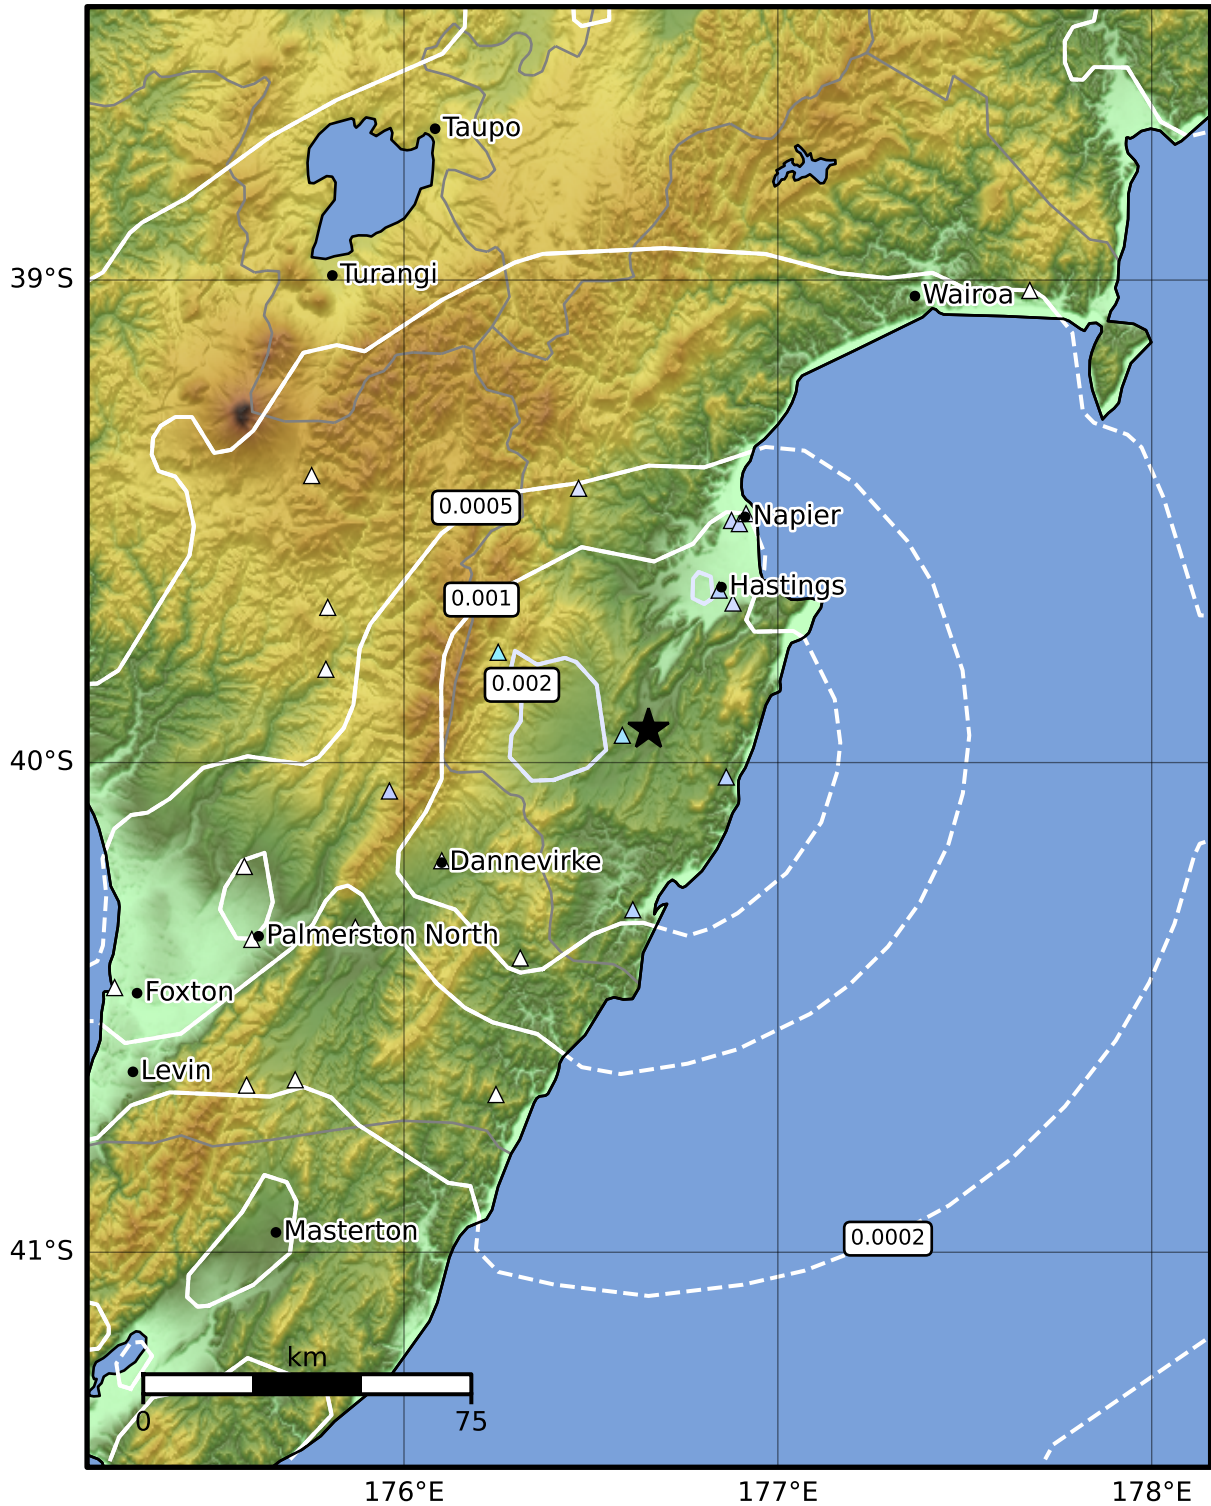 Taupo
39°S
Turangi
Wairoa
0.0005
Napier
0.001
Hastings
0.002
40°S
Dannevirke
Palmerston North
Foxton
Levin
Masterton
0.0002
41°S
km
0
75
176°E
177°E
178°E